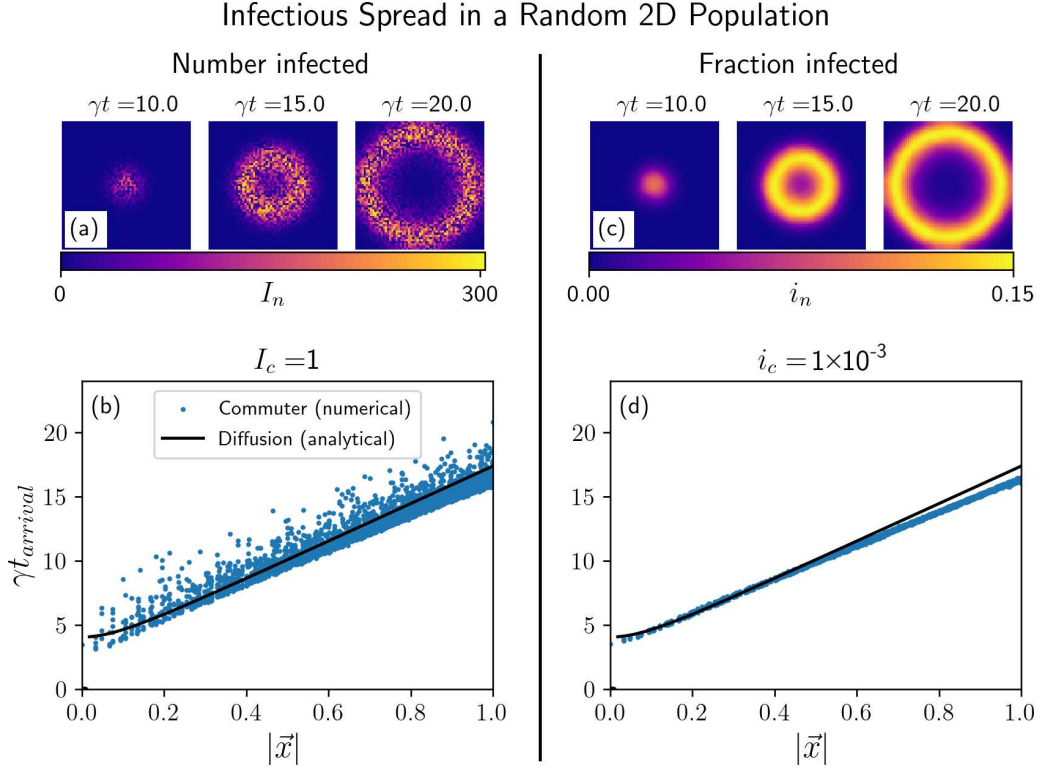 Infectious Spread in a Random 2D Population
Number infected
γt =10.0 γt =15.0 γt =20.0
(a)
0 300
I_n
I_c =1
(b)
Commuter (numerical)
Diffusion (analytical)
20
15
10
5
0
γt_arrival
0.0 0.2 0.4 0.6 0.8 1.0
|x⃗|
Fraction infected
γt =10.0 γt =15.0 γt =20.0
(c)
0.00 0.15
i_n
i_c = 1×10⁻³
(d)
20
15
10
5
0
0.0 0.2 0.4 0.6 0.8 1.0
|x⃗|